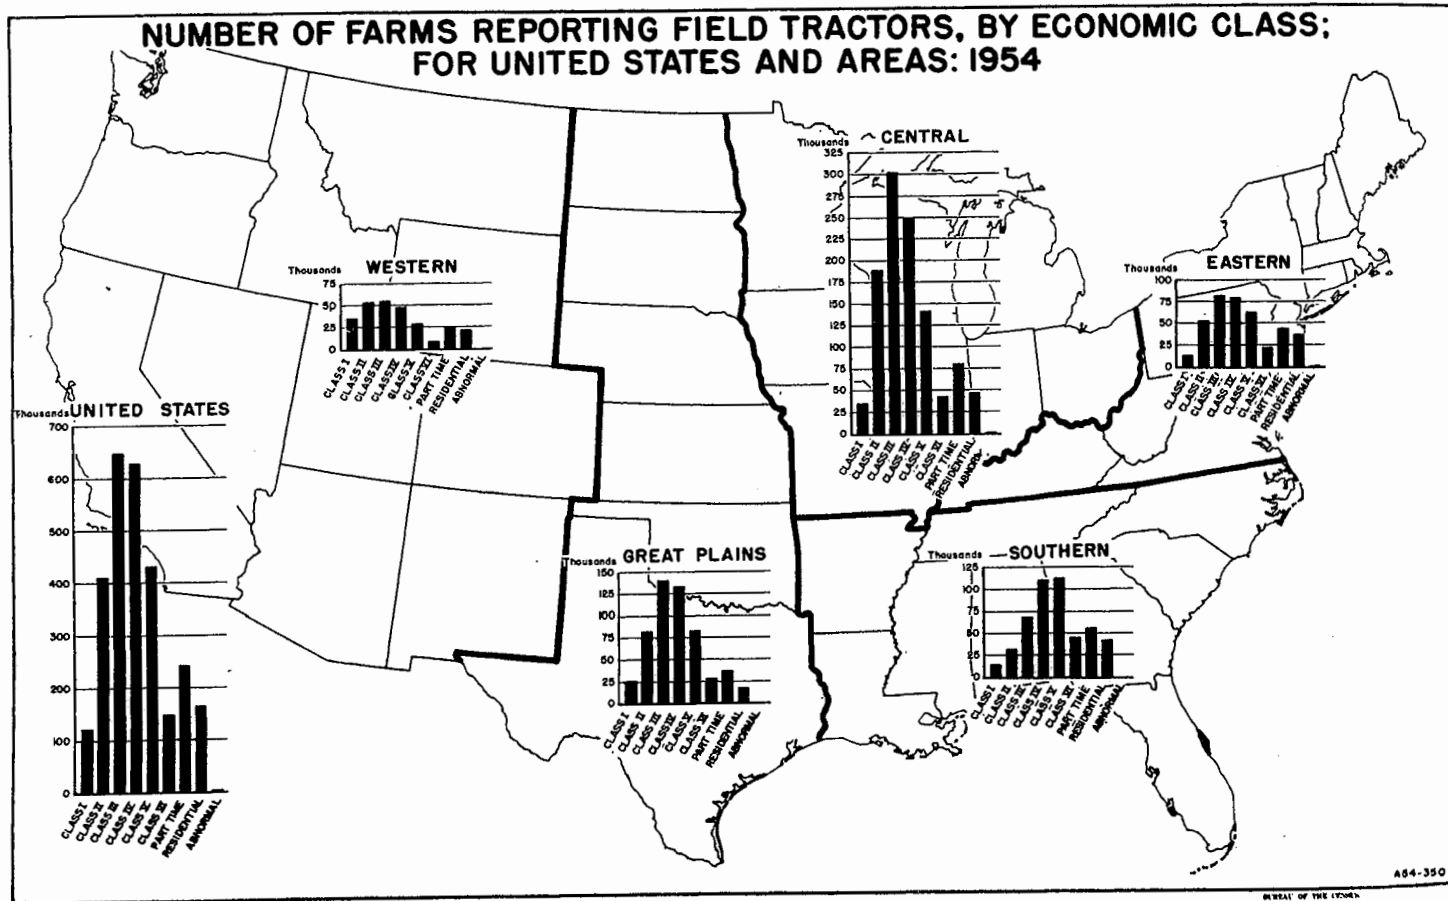 NUMBER OF FARMS REPORTING FIELD TRACTORS, BY ECONOMIC CLASS;
FOR UNITED STATES AND AREAS: 1954
Thousands
CENTRAL
325
300
275
250
225
200
175
150
125
100
75
50
25
0
CLASS I
CLASS II
CLASS III
CLASS IV
CLASS V
CLASS VI
PART TIME
RESIDENTIAL
Thousands
WESTERN
75
50
25
0
CLASS I
CLASS II
CLASS III
CLASS IV
CLASS V
CLASS VI
PART TIME
RESIDENTIAL
ABNORMAL
Thousands
EASTERN
100
75
50
25
0
CLASS I
CLASS II
CLASS III
CLASS IV
CLASS V
CLASS VI
PART TIME
RESIDENTIAL
ABNORMAL
Thousands
UNITED STATES
700
600
500
400
300
200
100
0
CLASS I
CLASS II
CLASS III
CLASS IV
CLASS V
CLASS VI
PART TIME
RESIDENTIAL
ABNORMAL
Thousands
GREAT PLAINS
150
125
100
75
50
25
0
CLASS I
CLASS II
CLASS III
CLASS IV
CLASS V
CLASS VI
PART TIME
RESIDENTIAL
ABNORMAL
Thousands
SOUTHERN
125
100
75
50
25
0
CLASS I
CLASS II
CLASS III
CLASS IV
CLASS V
CLASS VI
PART TIME
RESIDENTIAL
ABNORMAL
A54-350
BUREAU OF THE CENSUS